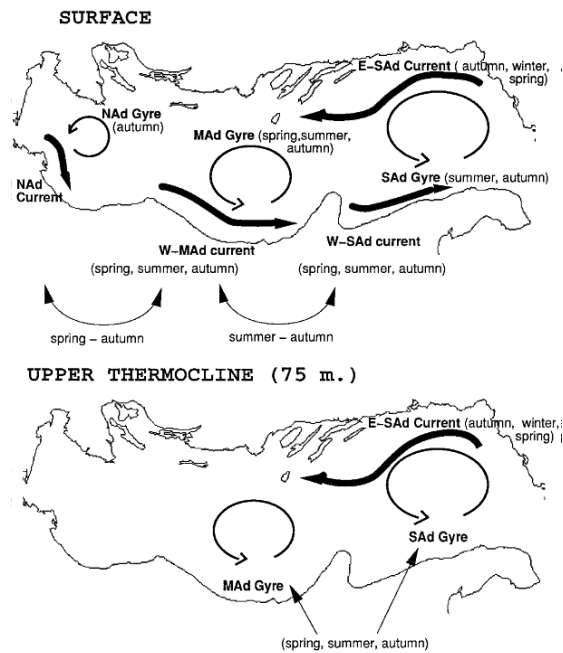 SURFACE
E-SAd Current ( autumn, winter,
spring)
NAd Gyre
(autumn)
MAd Gyre (spring,summer,
autumn)
SAd Gyre (summer, autumn)
NAd
Current
W-MAd current
(spring, summer, autumn)
W-SAd current
(spring, summer, autumn)
spring - autumn
summer - autumn
UPPER THERMOCLINE (75 m.)
E-SAd Current (autumn, winter,
spring)
SAd Gyre
MAd Gyre
(spring, summer, autumn)